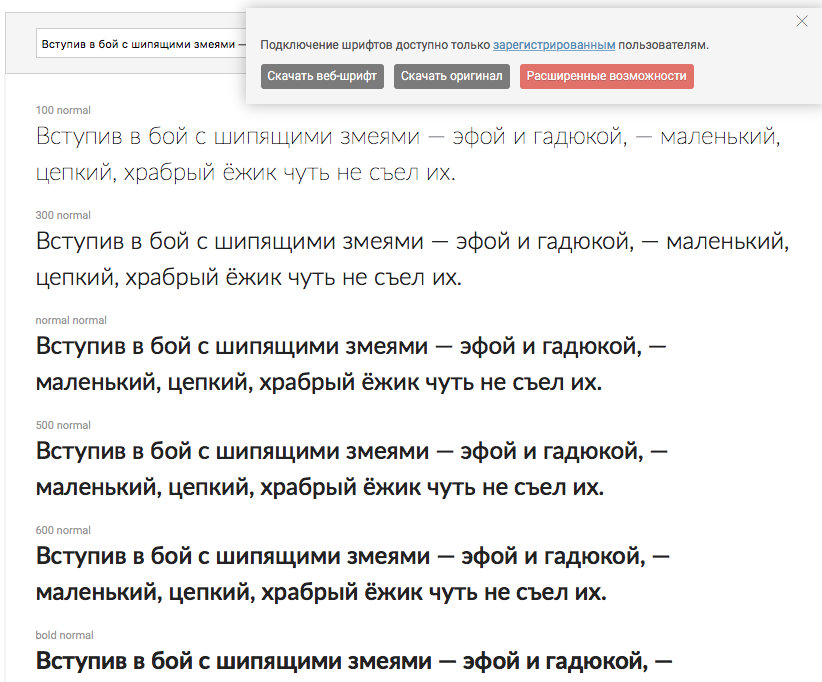 Вступив в бой с шипящими змеями —
Подключение шрифтов доступно только зарегистрированным пользователям.
Скачать веб-шрифт Скачать оригинал Расширенные возможности
100 normal
Вступив в бой с шипящими змеями — эфой и гадюкой, — маленький,
цепкий, храбрый ёжик чуть не съел их.
300 normal
Вступив в бой с шипящими змеями — эфой и гадюкой, — маленький,
цепкий, храбрый ёжик чуть не съел их.
normal normal
Вступив в бой с шипящими змеями — эфой и гадюкой, —
маленький, цепкий, храбрый ёжик чуть не съел их.
500 normal
Вступив в бой с шипящими змеями — эфой и гадюкой, —
маленький, цепкий, храбрый ёжик чуть не съел их.
600 normal
Вступив в бой с шипящими змеями — эфой и гадюкой, —
маленький, цепкий, храбрый ёжик чуть не съел их.
bold normal
Вступив в бой с шипящими змеями — эфой и гадюкой, —